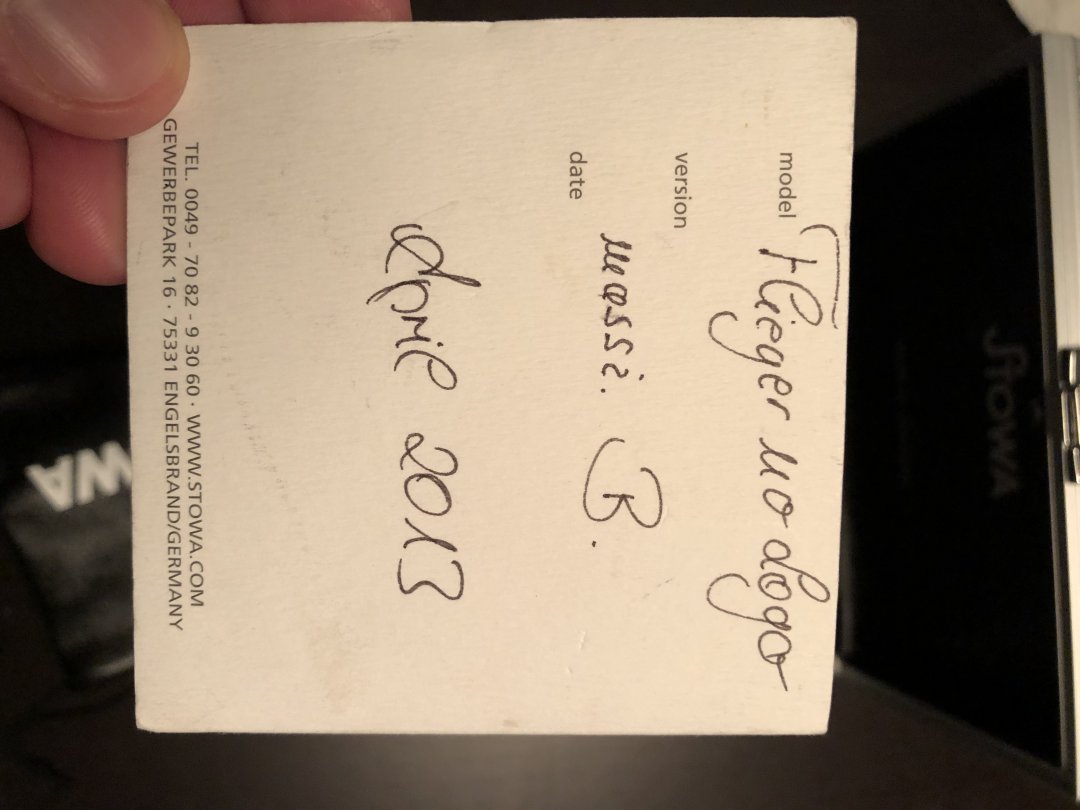 model Flieger no Logo
version
massi. B.
date
April 2013
TEL. 0049 - 70 82 - 9 30 60 · WWW.STOWA.COM
GEWERBEPARK 16 · 75331 ENGELSBRAND/GERMANY
STOWA
WA